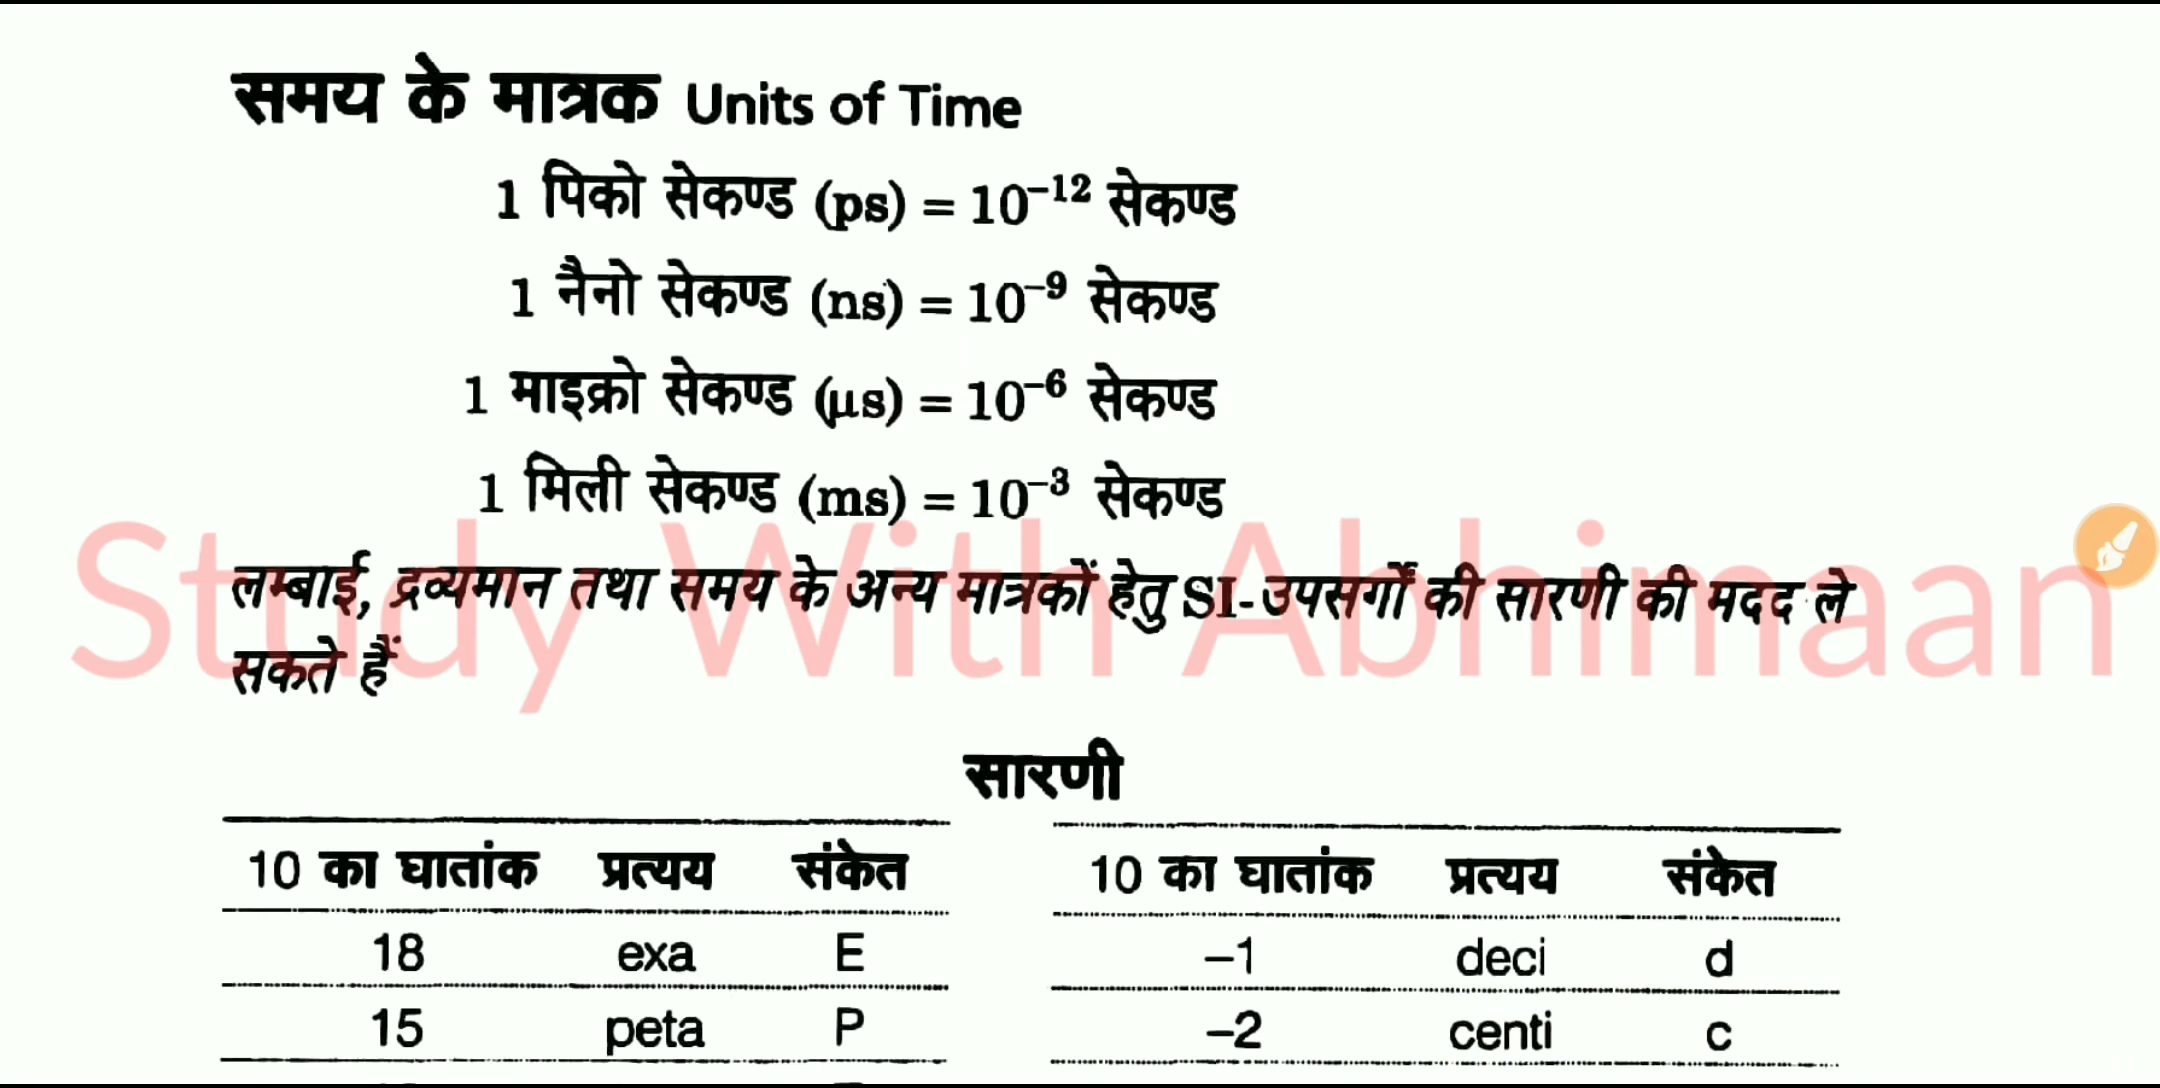 समय के मात्रक Units of Time
1 पिको सेकण्ड (ps) = 10⁻¹² सेकण्ड
1 नैनो सेकण्ड (ns) = 10⁻⁹ सेकण्ड
1 माइक्रो सेकण्ड (μs) = 10⁻⁶ सेकण्ड
1 मिली सेकण्ड (ms) = 10⁻³ सेकण्ड
Study With Abhimaan
लम्बाई, द्रव्यमान तथा समय के अन्य मात्रकों हेतु SI-उपसर्गों की सारणी की मदद ले
सकते हैं
सारणी
10 का घातांक प्रत्यय संकेत 10 का घातांक प्रत्यय संकेत
18 exa E –1 deci d
15 peta P –2 centi c